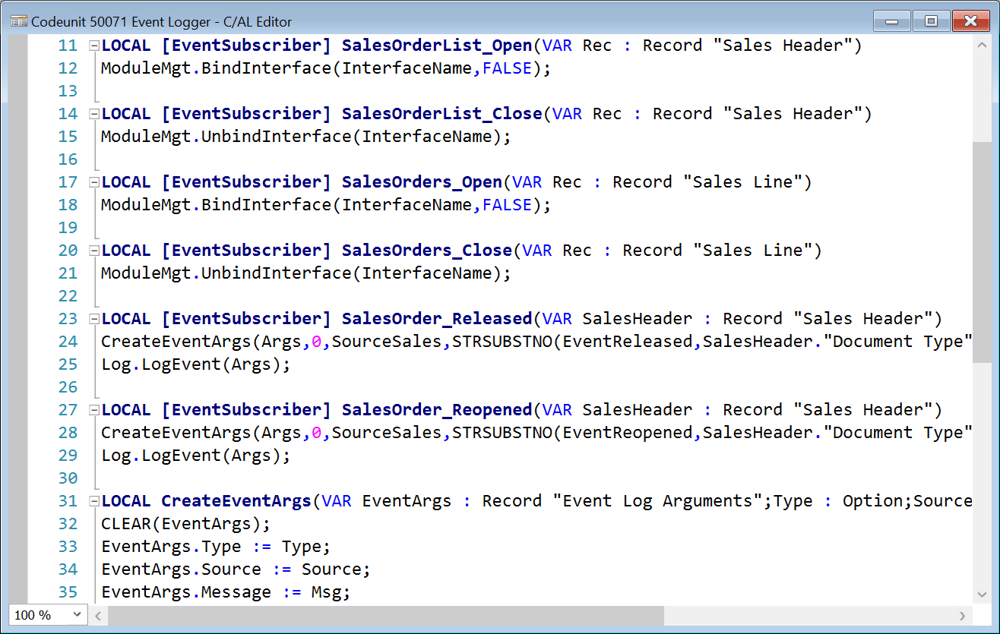 Codeunit 50071 Event Logger - C/AL Editor
11 LOCAL [EventSubscriber] SalesOrderList_Open(VAR Rec : Record "Sales Header")
12 ModuleMgt.BindInterface(InterfaceName,FALSE);
13
14 LOCAL [EventSubscriber] SalesOrderList_Close(VAR Rec : Record "Sales Header")
15 ModuleMgt.UnbindInterface(InterfaceName);
16
17 LOCAL [EventSubscriber] SalesOrders_Open(VAR Rec : Record "Sales Line")
18 ModuleMgt.BindInterface(InterfaceName,FALSE);
19
20 LOCAL [EventSubscriber] SalesOrders_Close(VAR Rec : Record "Sales Line")
21 ModuleMgt.UnbindInterface(InterfaceName);
22
23 LOCAL [EventSubscriber] SalesOrder_Released(VAR SalesHeader : Record "Sales Header")
24 CreateEventArgs(Args,0,SourceSales,STRSUBSTNO(EventReleased,SalesHeader."Document Type"
25 Log.LogEvent(Args);
26
27 LOCAL [EventSubscriber] SalesOrder_Reopened(VAR SalesHeader : Record "Sales Header")
28 CreateEventArgs(Args,0,SourceSales,STRSUBSTNO(EventReopened,SalesHeader."Document Type"
29 Log.LogEvent(Args);
30
31 LOCAL CreateEventArgs(VAR EventArgs : Record "Event Log Arguments";Type : Option;Source
32 CLEAR(EventArgs);
33 EventArgs.Type := Type;
34 EventArgs.Source := Source;
35 EventArgs.Message := Msg;
100 %